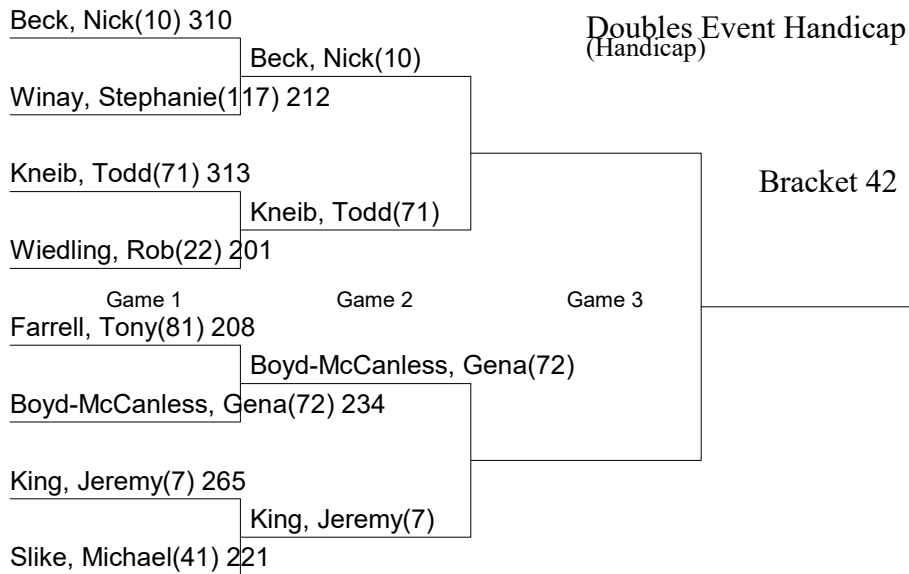 Beck, Nick(10) 310
Doubles Event Handicap
(Handicap)
Beck, Nick(10)
Winay, Stephanie(117) 212
Kneib, Todd(71) 313
Bracket 42
Kneib, Todd(71)
Wiedling, Rob(22) 201
Game 1
Game 2
Game 3
Farrell, Tony(81) 208
Boyd-McCanless, Gena(72)
Boyd-McCanless, Gena(72) 234
King, Jeremy(7) 265
King, Jeremy(7)
Slike, Michael(41) 221